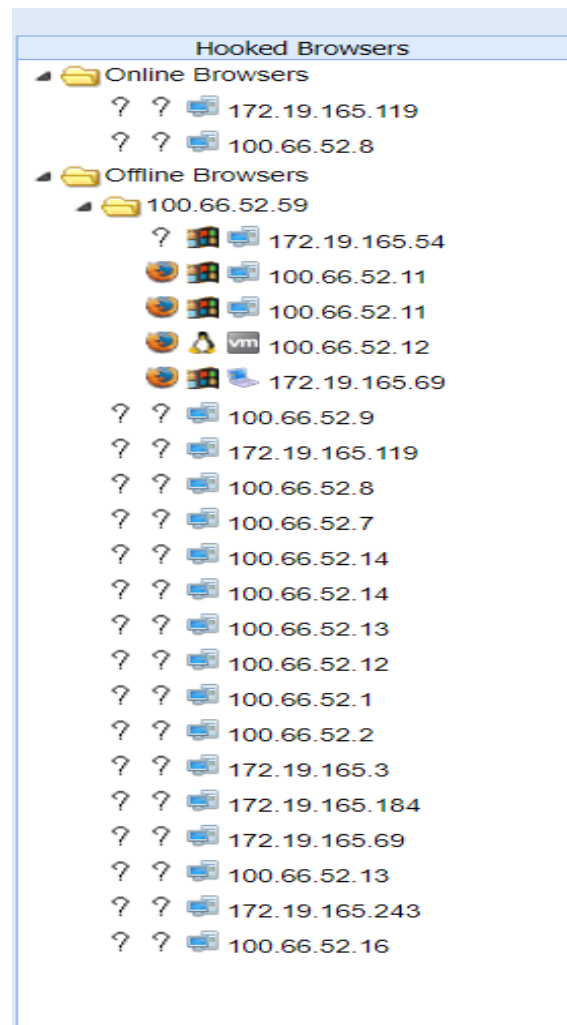 Hooked Browsers
Online Browsers
? ? 172.19.165.119
? ? 100.66.52.8
Offline Browsers
100.66.52.59
? 172.19.165.54
100.66.52.11
100.66.52.11
vm 100.66.52.12
172.19.165.69
? ? 100.66.52.9
? ? 172.19.165.119
? ? 100.66.52.8
? ? 100.66.52.7
? ? 100.66.52.14
? ? 100.66.52.14
? ? 100.66.52.13
? ? 100.66.52.12
? ? 100.66.52.1
? ? 100.66.52.2
? ? 172.19.165.3
? ? 172.19.165.184
? ? 172.19.165.69
? ? 100.66.52.13
? ? 172.19.165.243
? ? 100.66.52.16